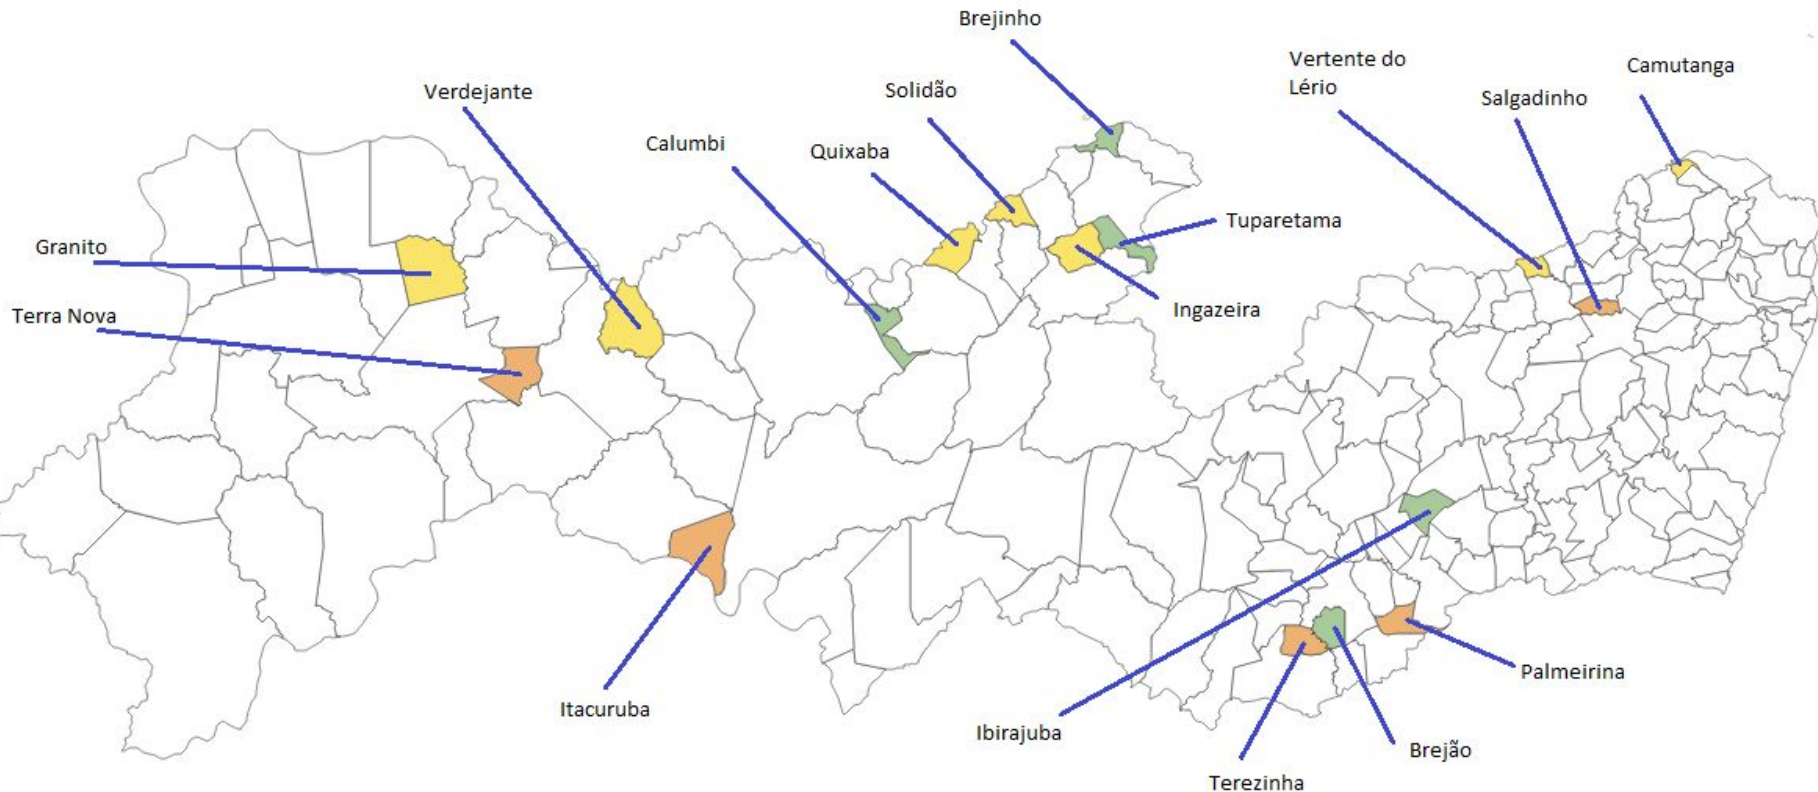 Brejinho
Vertente do
Lério
Camutanga
Verdejante
Solidão
Salgadinho
Calumbi
Quixaba
Tuparetama
Granito
Ingazeira
Terra Nova
Palmeirina
Itacuruba
Ibirajuba
Brejão
Terezinha